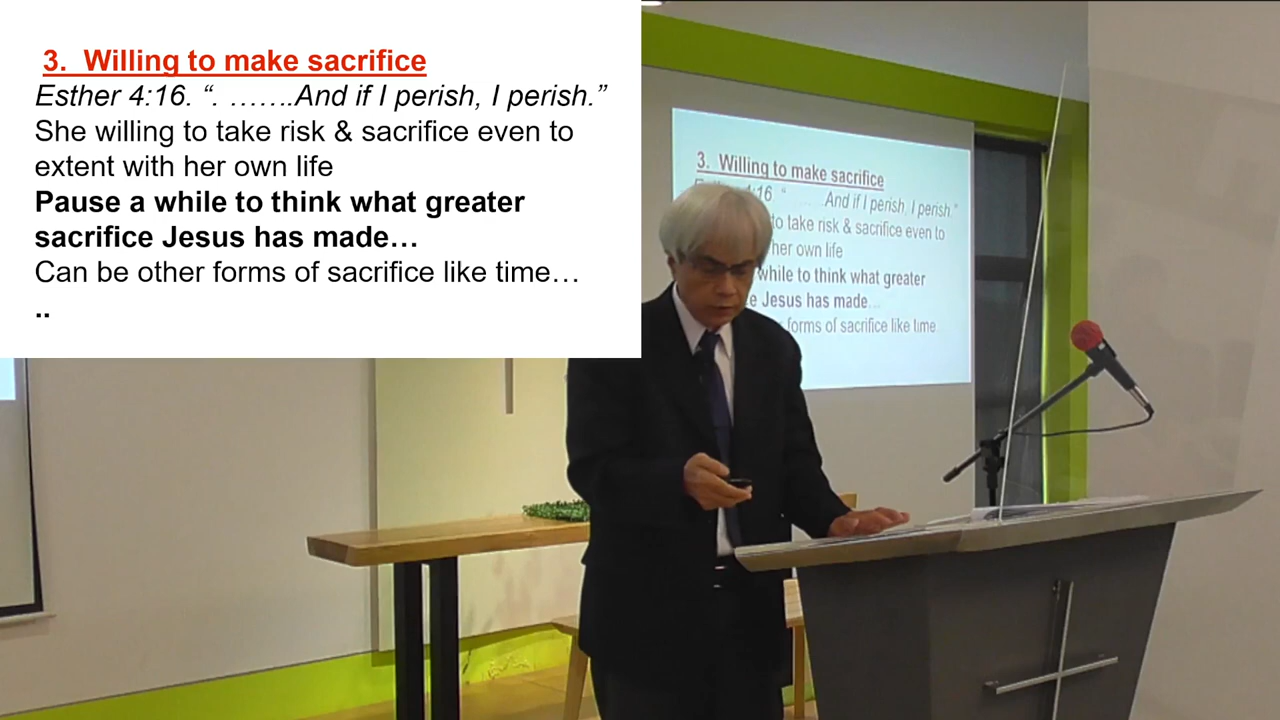 3. Willing to make sacrifice
Esther 4:16. “. …….And if I perish, I perish.”
She willing to take risk & sacrifice even to
extent with her own life
Pause a while to think what greater
sacrifice Jesus has made…
Can be other forms of sacrifice like time…
..
3. Willing to make sacrifice
4:16 “ And if I perish, I perish.”
to take risk & sacrifice even to
her own life
while to think what greater
Jesus has made…
forms of sacrifice like time